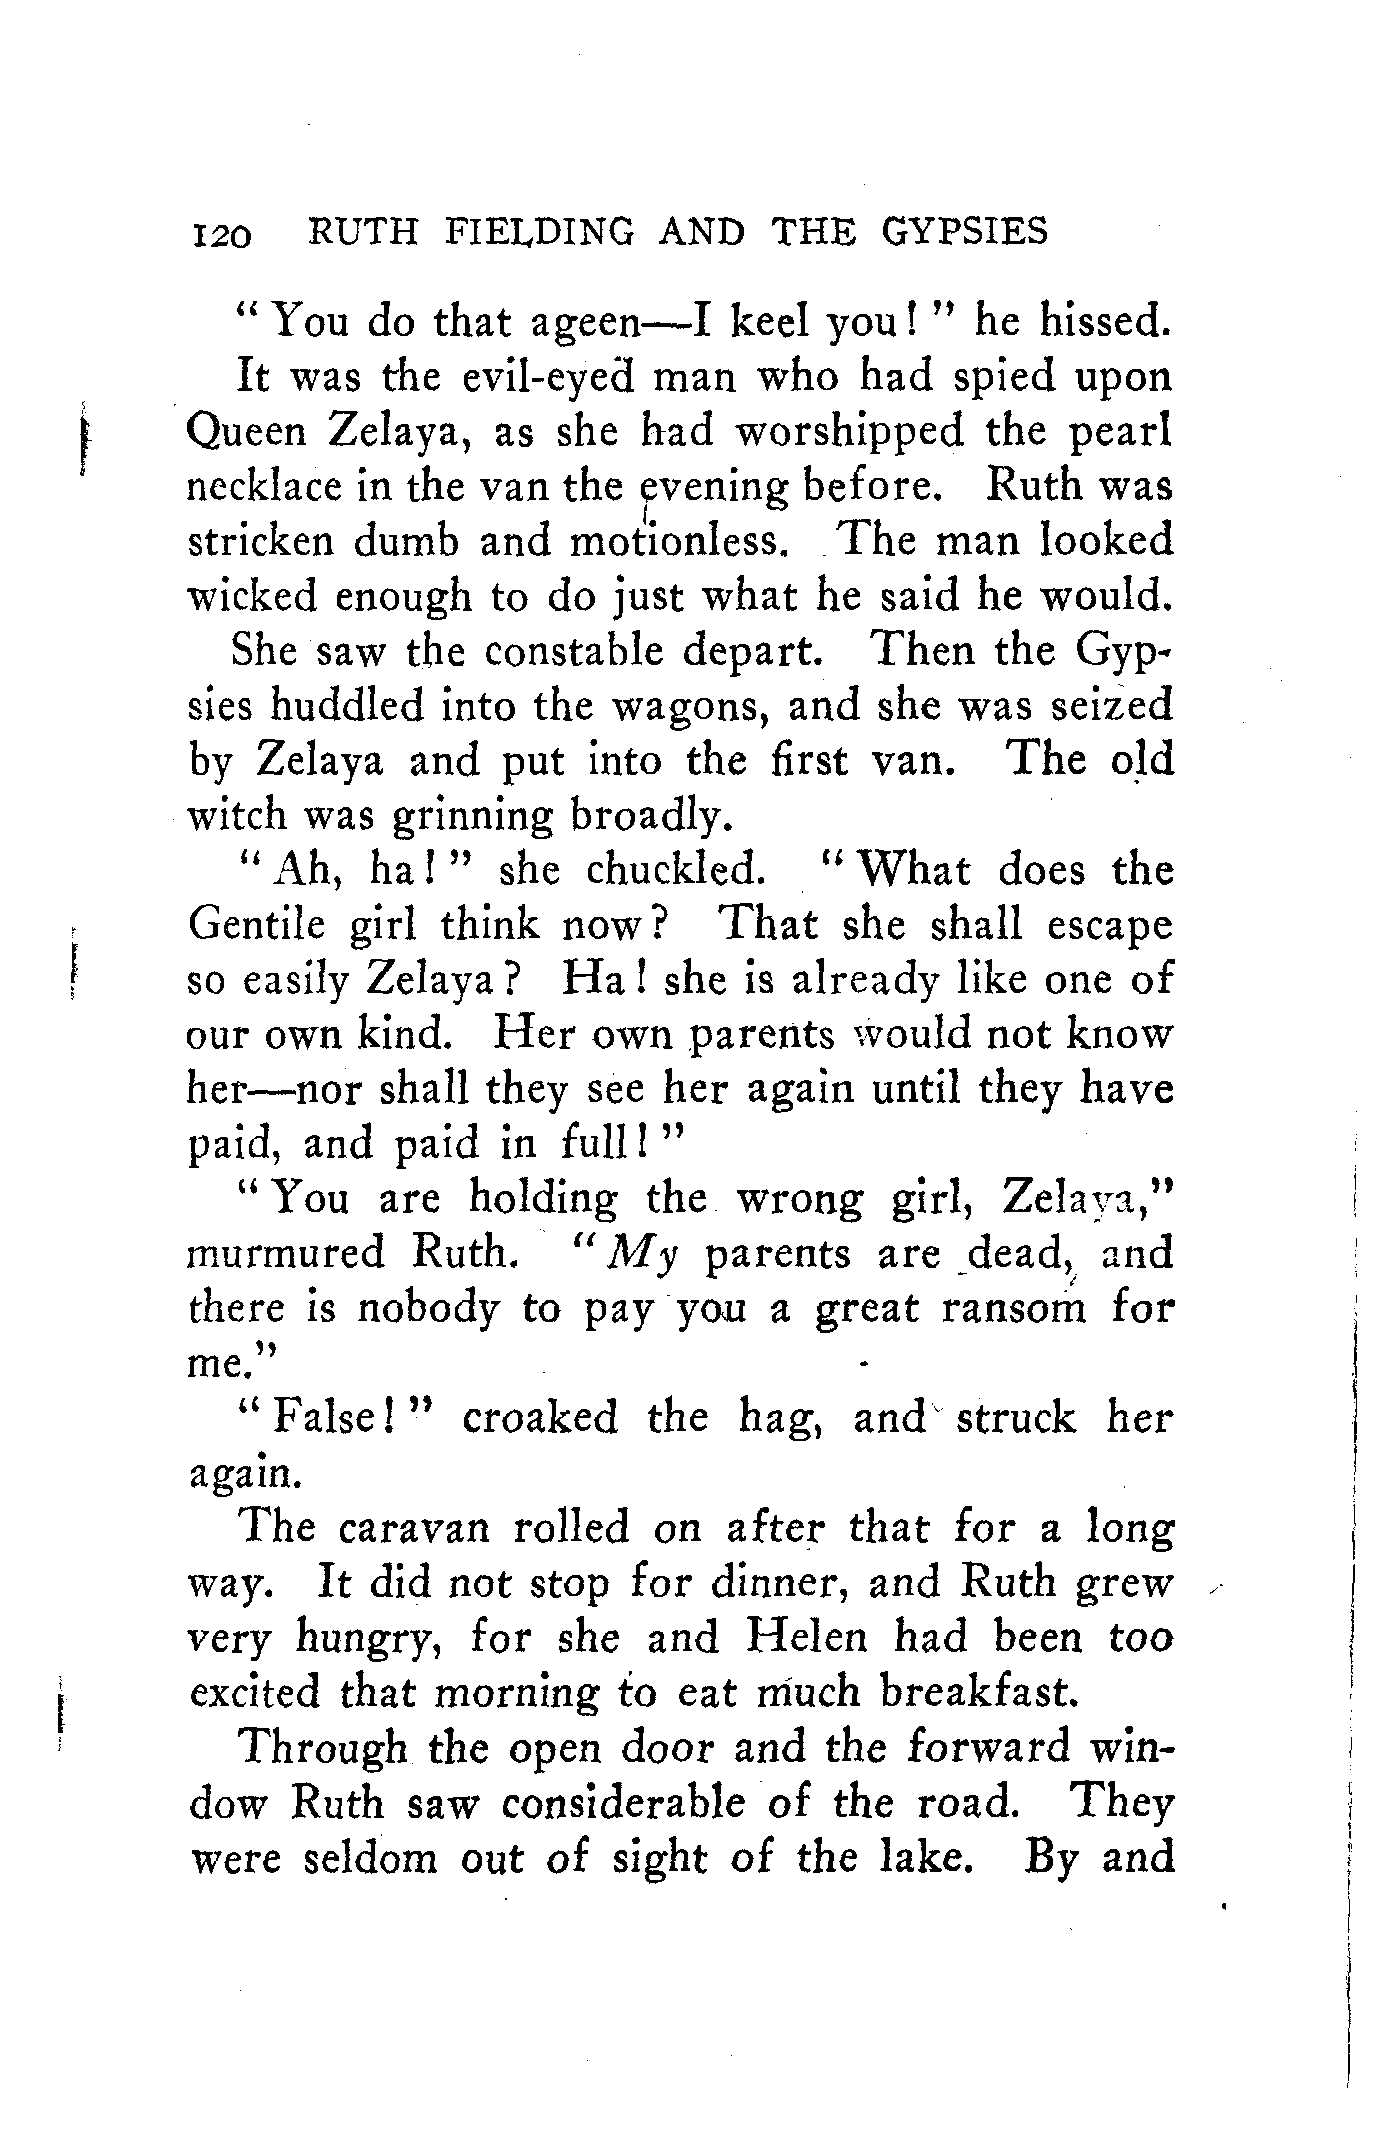 120 RUTH FIELDING AND THE GYPSIES
" You do that ageen—I keel you! " he hissed.
It was the evil-eyed man who had spied upon
Queen Zelaya, as she had worshipped the pearl
necklace in the van the evening before. Ruth was
stricken dumb and motionless. The man looked
wicked enough to do just what he said he would.
She saw the constable depart. Then the Gyp-
sies huddled into the wagons, and she was seized
by Zelaya and put into the first van. The old
witch was grinning broadly.
" Ah, ha! " she chuckled. " What does the
Gentile girl think now? That she shall escape
so easily Zelaya? Ha! she is already like one of
our own kind. Her own parents would not know
her—nor shall they see her again until they have
paid, and paid in full! "
" You are holding the wrong girl, Zelaya,"
murmured Ruth. " My parents are dead, and
there is nobody to pay you a great ransom for
me."
" False! " croaked the hag, and struck her
again.
The caravan rolled on after that for a long
way. It did not stop for dinner, and Ruth grew
very hungry, for she and Helen had been too
excited that morning to eat much breakfast.
Through the open door and the forward win-
dow Ruth saw considerable of the road. They
were seldom out of sight of the lake. By and